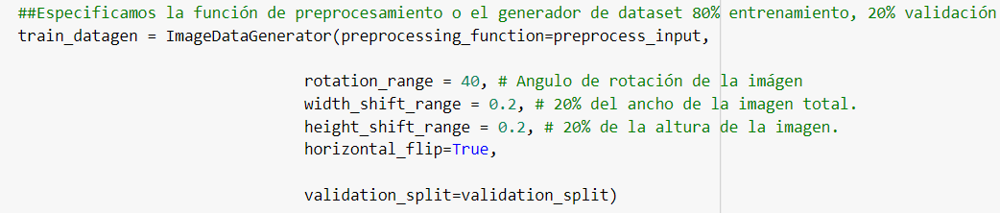 ##Especificamos la función de preprocesamiento o el generador de dataset 80% entrenamiento, 20% validación
train_datagen = ImageDataGenerator(preprocessing_function=preprocess_input,
rotation_range = 40, # Angulo de rotación de la imágen
width_shift_range = 0.2, # 20% del ancho de la imagen total.
height_shift_range = 0.2, # 20% de la altura de la imagen.
horizontal_flip=True,
validation_split=validation_split)